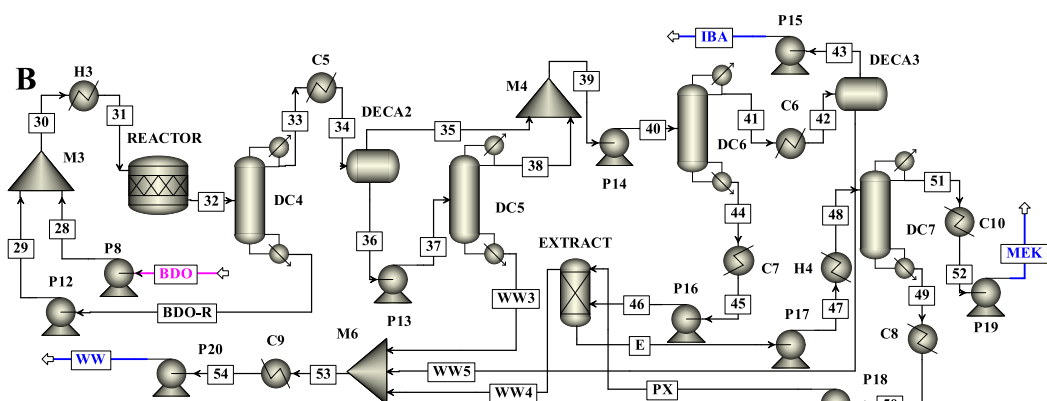 B
H3
30
31
REACTOR
M3
29
28
P8
BDO
P12
BDO-R
32
DC4
33
C5
34
DECA2
35
36
37
P13
DC5
38
M4
39
P14
40
DC6
41
C6
42
DECA3
43
P15
IBA
44
C7
45
P16
46
EXTRACT
E
P17
47
H4
48
DC7
51
C10
52
P19
MEK
49
C8
P18
PX
WW3
WW5
WW4
M6
53
C9
54
P20
WW